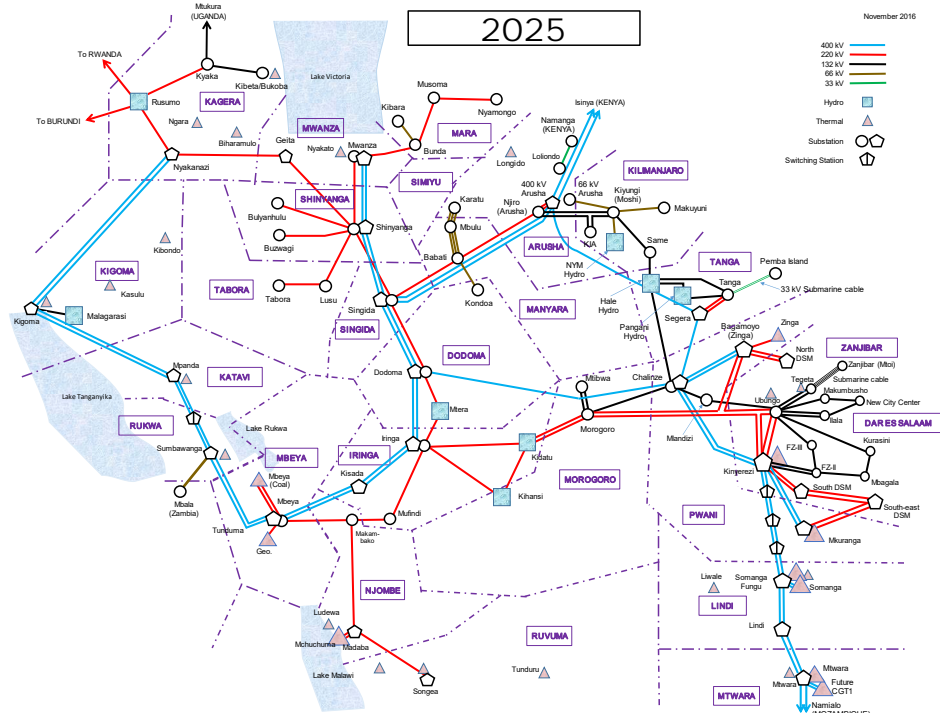 2025
November 2016
400 kV
220 kV
132 kV
66 kV
33 kV
Hydro
Thermal
Substation
Switching Statiion
Mtukura
(UGANDA)
To RWANDA
Kyaka
Kibeta/Bukoba
Rusumo
KAGERA
To BURUNDI
Ngara
Biharamulo
Nyakanazi
Geita
Lake Victoria
MWANZA
Nyakato
Mwanza
Kibara
Musoma
Nyamongo
MARA
Bunda
SIMIYU
Longido
Isinya (KENYA)
Namanga
(KENYA)
Loliondo
KILIMANJARO
400 kV
Arusha
66 kV
Arusha
Kiyungi
(Moshi)
Makuyuni
Njiro
(Arusha)
KIA
NYM
Hydro
Same
ARUSHA
TANGA
Pemba Island
Tanga
33 kV Submarine cable
Hale
Hydro
Pangani
Hydro
Segera
SHINYANGA
Bulyanhulu
Buzwagi
Shinyanga
Karatu
Mbulu
Babati
Kondoa
MANYARA
Kibondo
KIGOMA
Kasulu
TABORA
Tabora
Lusu
Singida
SINGIDA
Kigoma
Malagarasi
Bagamoyo
(Zinga)
Zinga
North
DSM
ZANJIBAR
Zanjibar (Mtoi)
Tegeta
Submarine cable
Makumbusho
Ubungo
New City Center
Ilala
DAR ES SALAAM
Kurasini
FZ-III
FZ-II
Mbagala
Kinyerezi
South DSM
South-east
DSM
Mkuranga
Mlandizi
Chalinze
Mtibwa
Morogoro
DODOMA
Dodoma
Mtera
Mpanda
KATAVI
Lake Tanganyika
RUKWA
Lake Rukwa
Sumbawanga
MBEYA
Mbeya
(Coal)
IRINGA
Iringa
Kisada
Kidatu
Kihansi
MOROGORO
Mbala
(Zambia)
Mbeya
Tunduma
Geo.
Mufindi
Makam-
bako
PWANI
NJOMBE
Ludewa
Mchuchuma
Madaba
Lake Malawi
Songea
RUVUMA
Tunduru
Liwale
Somanga
Fungu
Somanga
LINDI
Lindi
Mtwara
Mtwara
Future
CGT1
MTWARA
Namialo
(MOZAMBIQUE)